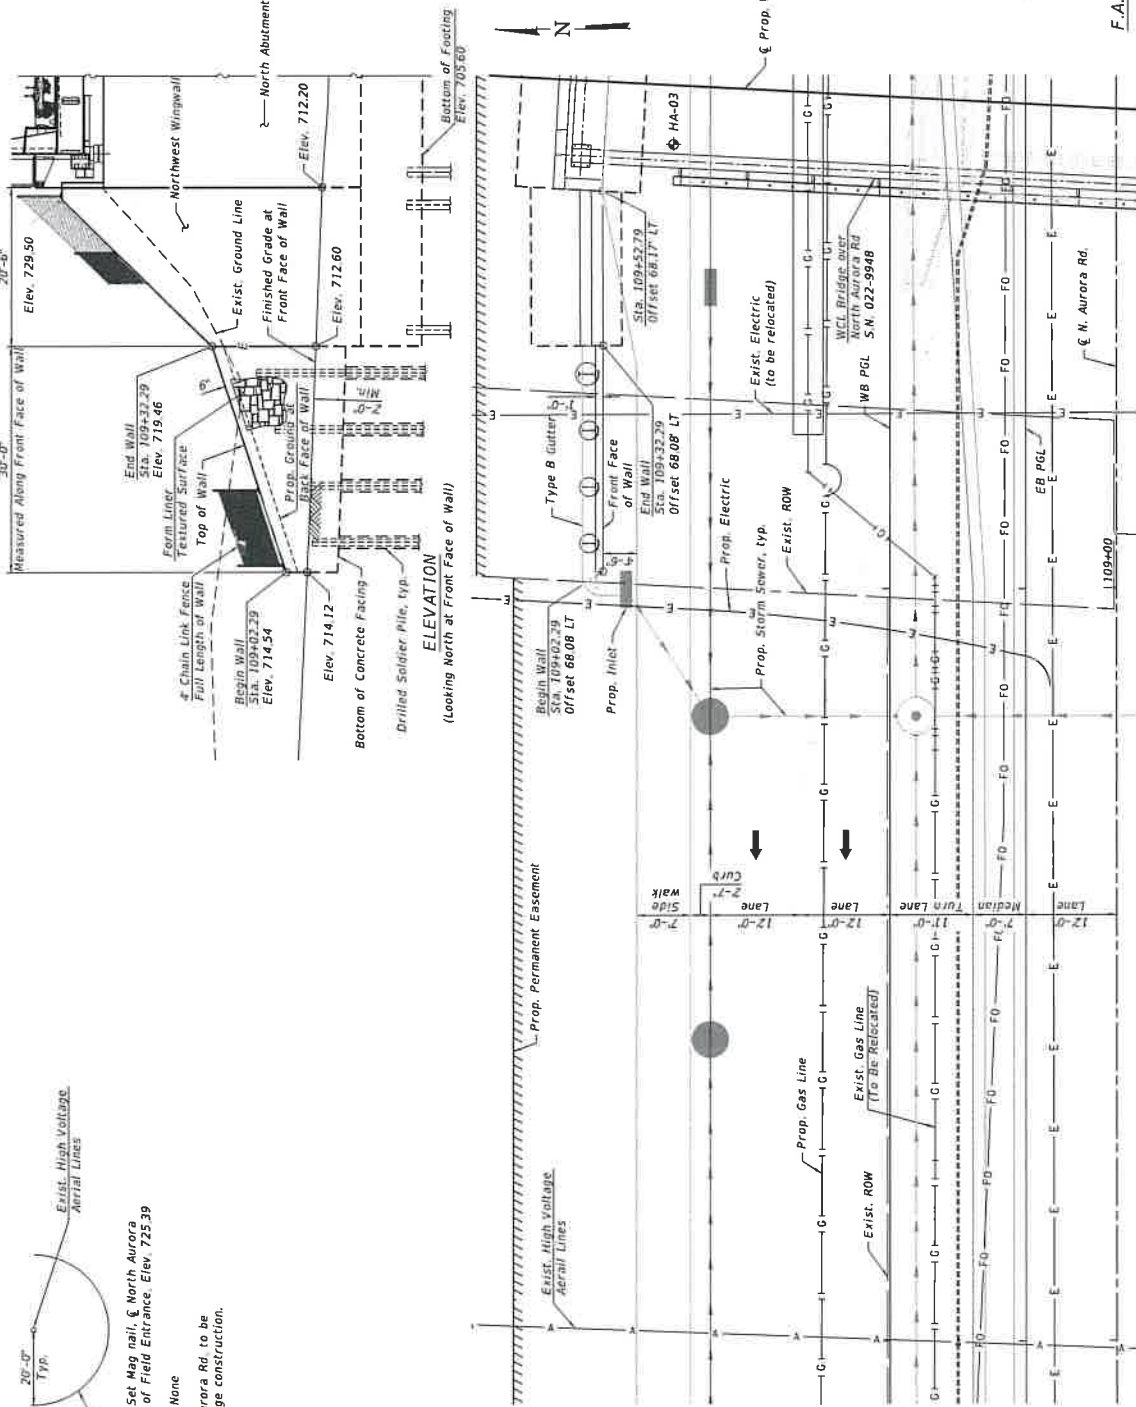 30'-0"
20'-6"
Measured Along Front Face of Wall
Elev. 729.50
Northwest Wingwall
North Abutment
End Wall
Sta. 109+32.29
Elev. 719.46
Form Liner
Textured Surface
Top of Wall
4' Chain Link Fence
Full Length of Wall
Begin Wall
Sta. 109+02.29
Elev. 714.54
Elev. 714.12
Exist. Ground Line
Finished Grade at
Front Face of Wall
Elev. 712.60
Elev. 712.20
E
6"
Prop. Ground at
Back Face of Wall
2'-0"
Min.
Bottom of Concrete Facing
Drilled Soldier Pile, typ.
Bottom of Footing
Elev. 705.60
ELEVATION
(Looking North at Front Face of Wall)
20'-0"
Typ.
Exist. High Voltage
Aerial Lines
Set Mag nail, ℄ North Aurora
of Field Entrance, Elev. 725.39
None
rora Rd. to be
ge construction.
N
℄ Prop.
F.A.
Prop. Permanent Easement
Begin Wall
Sta. 109+02.29
Offset 68.08 LT
Prop. Inlet
Type B Gutter
4'-6"
1'-0"
Front Face
of Wall
End Wall
Sta. 109+32.29
Offset 68.08' LT
Sta. 109+52.79
Offset 68.17' LT
HA-03
Prop. Electric
Prop. Storm Sewer, typ.
Exist. ROW
Exist. Electric
(to be relocated)
WCL Bridge over
North Aurora Rd
S.N. 022-9948
WB PGL
EB PGL
℄ N. Aurora Rd.
109+00
7'-0"
Side
walk
2'-7"
Curb
12'-0"
Lane
12'-0"
Lane
11'-0"
Turn Lane
7'-0"
Median
12'-0"
Lane
Exist. High Voltage
Aerail Lines
Prop. Gas Line
Exist. Gas Line
(To Be Relocated)
Exist. ROW
A
E
G
FO